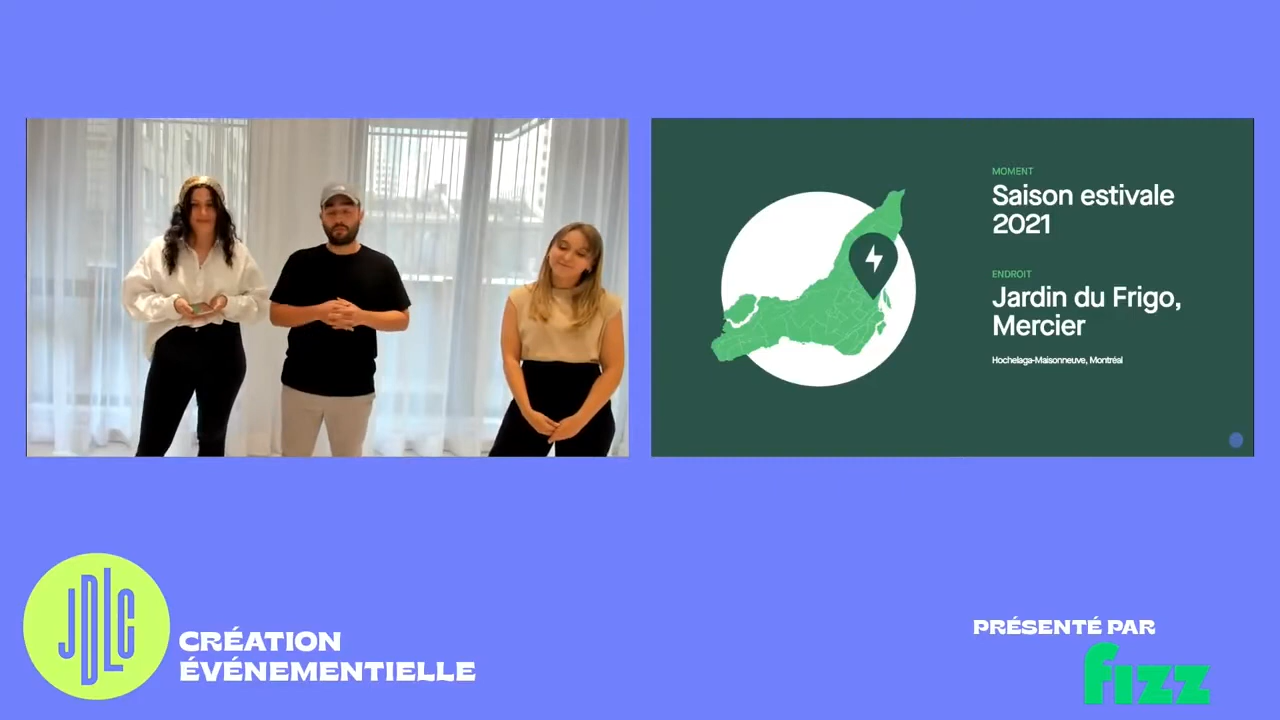 MOMENT
Saison estivale
2021
ENDROIT
Jardin du Frigo,
Mercier
Hochelaga-Maisonneuve, Montréal
JDLC
CRÉATION
ÉVÉNEMENTIELLE
PRÉSENTÉ PAR
fizz